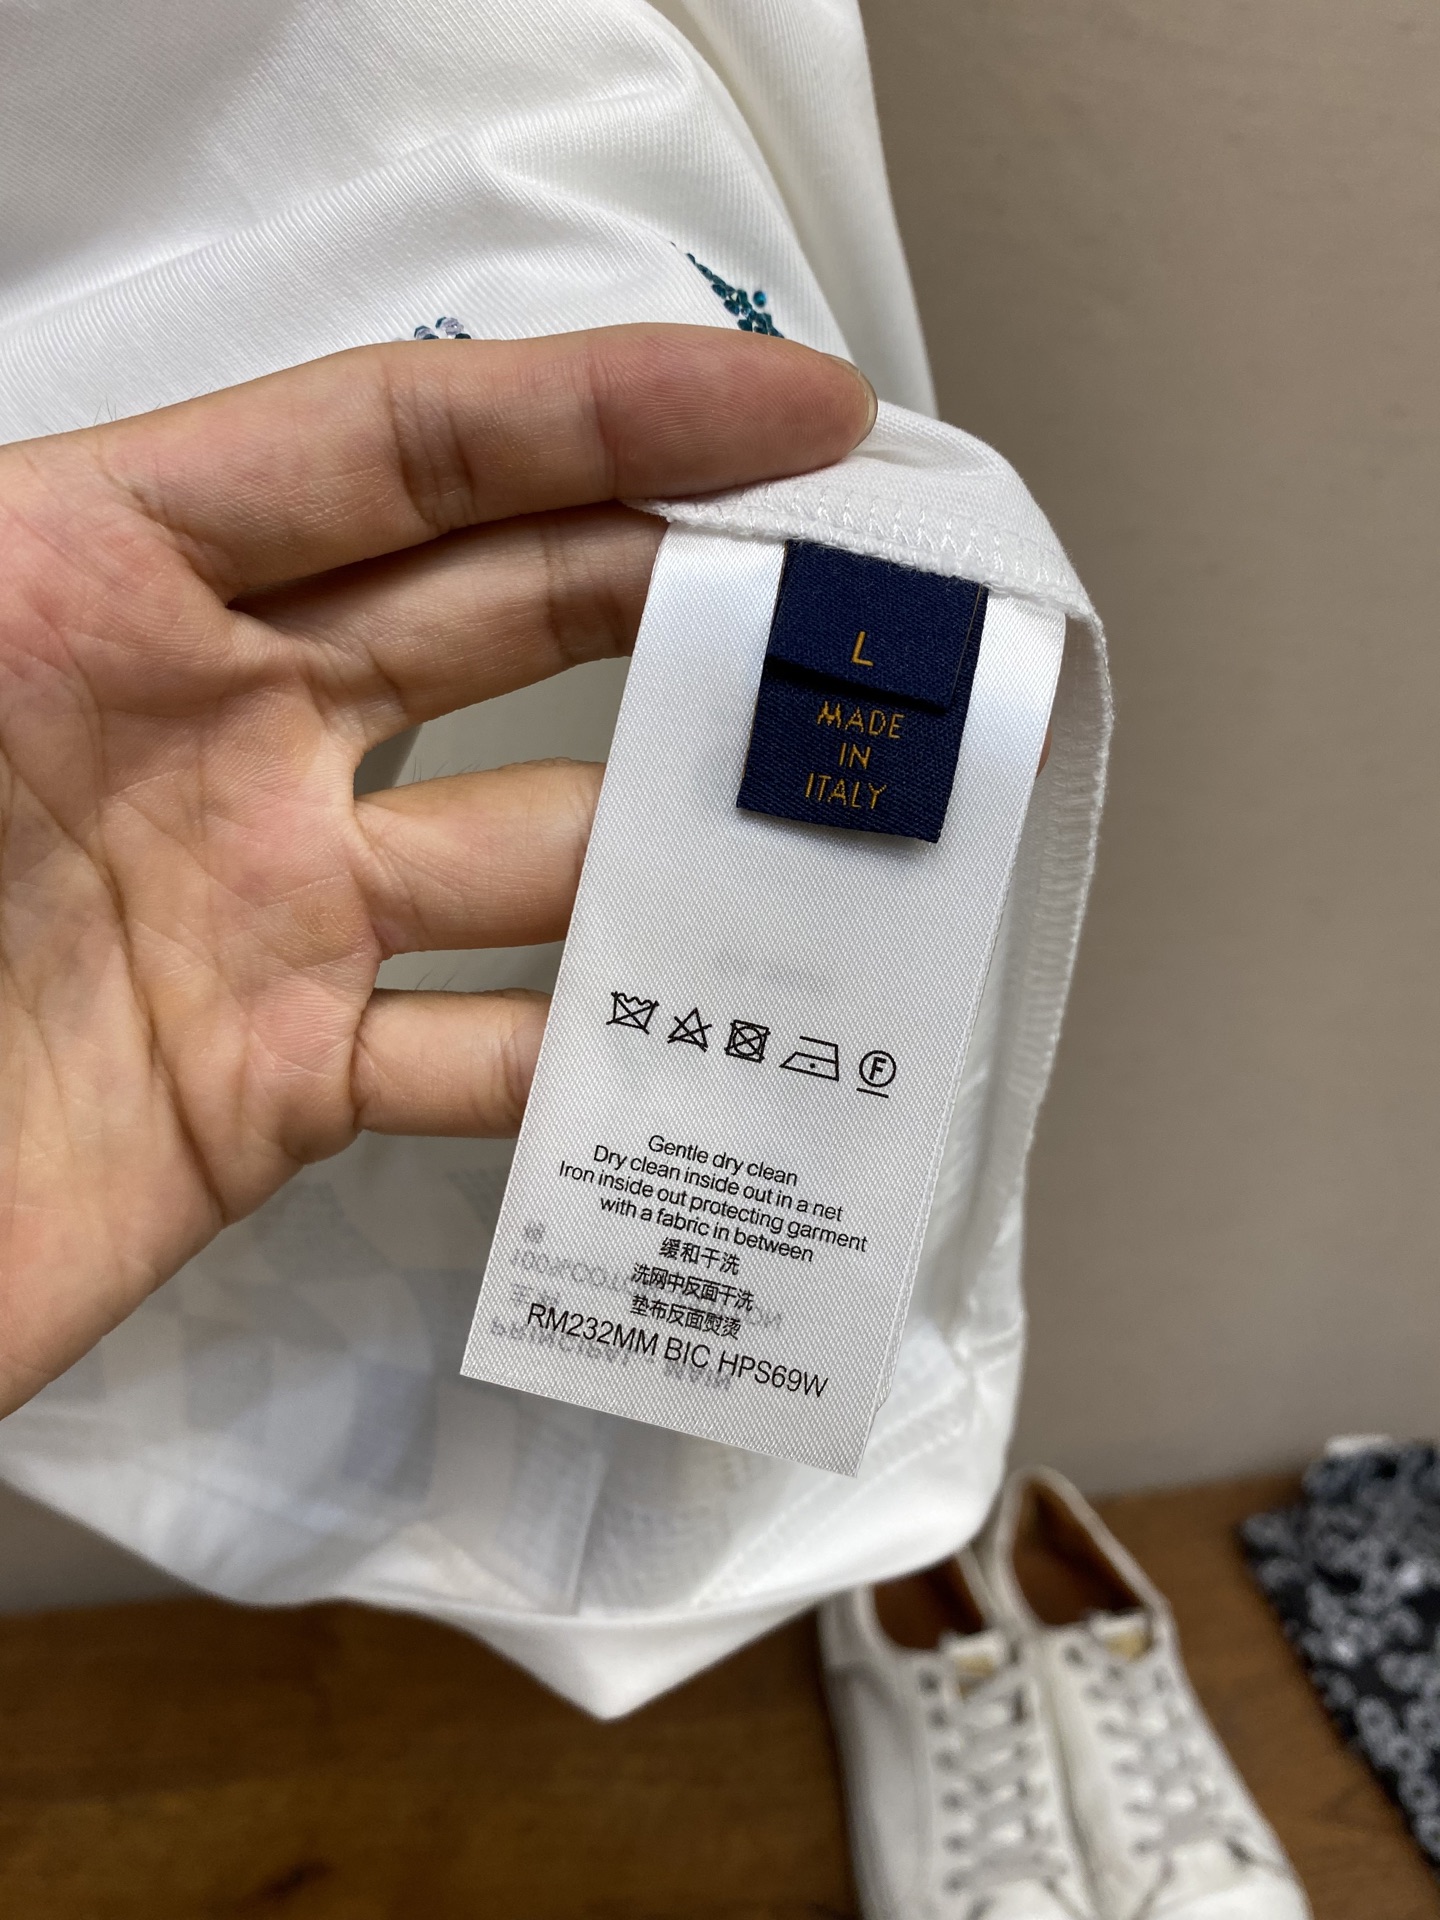 L
MADE
IN
ITALY
F
Gentle dry clean
Dry clean inside out in a net
Iron inside out protecting garment
with a fabric in between
缓和干洗
洗网中反面干洗
垫布反面熨烫
RM232MM BIC HPS69W